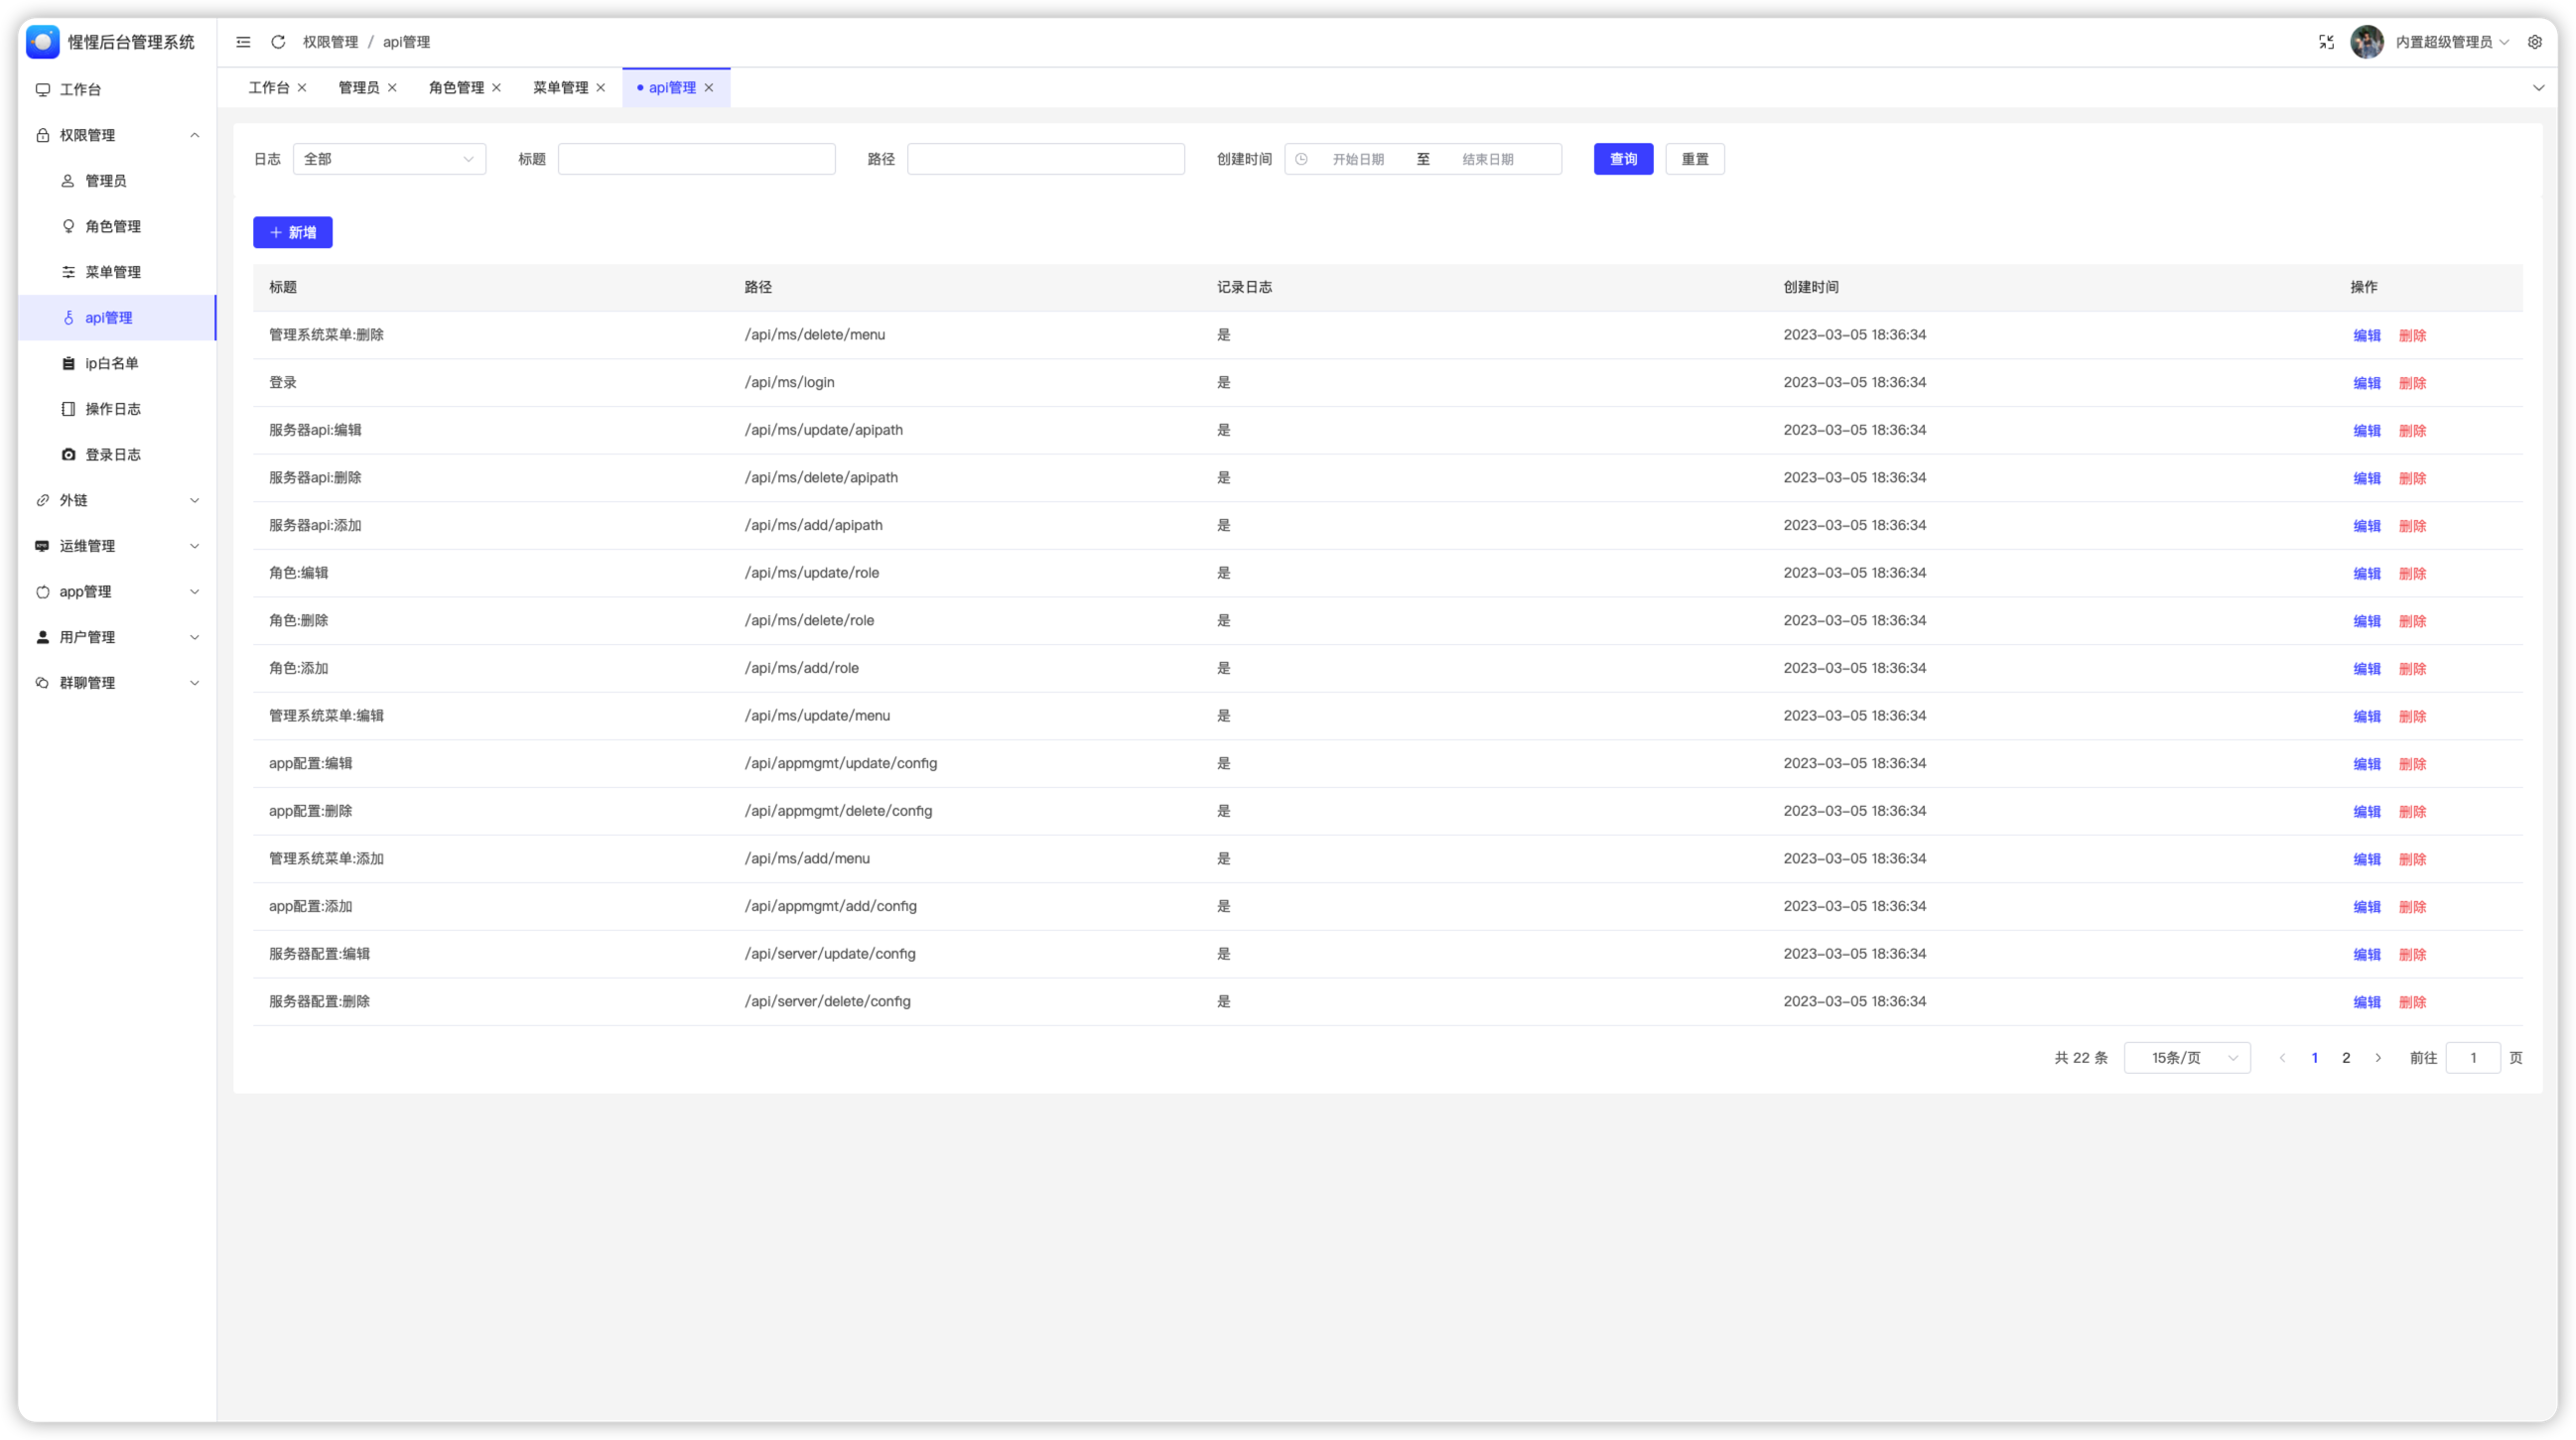 惺惺后台管理系统
权限管理 / api管理
内置超级管理员
工作台
权限管理
管理员
角色管理
菜单管理
api管理
ip白名单
操作日志
登录日志
外链
运维管理
app管理
用户管理
群聊管理
工作台 管理员 角色管理 菜单管理 api管理
日志 全部 标题 路径 创建时间 开始日期 至 结束日期 查询 重置
新增
标题 路径 记录日志 创建时间 操作
管理系统菜单:删除 /api/ms/delete/menu 是 2023-03-05 18:36:34 编辑 删除
登录 /api/ms/login 是 2023-03-05 18:36:34 编辑 删除
服务器api:编辑 /api/ms/update/apipath 是 2023-03-05 18:36:34 编辑 删除
服务器api:删除 /api/ms/delete/apipath 是 2023-03-05 18:36:34 编辑 删除
服务器api:添加 /api/ms/add/apipath 是 2023-03-05 18:36:34 编辑 删除
角色:编辑 /api/ms/update/role 是 2023-03-05 18:36:34 编辑 删除
角色:删除 /api/ms/delete/role 是 2023-03-05 18:36:34 编辑 删除
角色:添加 /api/ms/add/role 是 2023-03-05 18:36:34 编辑 删除
管理系统菜单:编辑 /api/ms/update/menu 是 2023-03-05 18:36:34 编辑 删除
app配置:编辑 /api/appmgmt/update/config 是 2023-03-05 18:36:34 编辑 删除
app配置:删除 /api/appmgmt/delete/config 是 2023-03-05 18:36:34 编辑 删除
管理系统菜单:添加 /api/ms/add/menu 是 2023-03-05 18:36:34 编辑 删除
app配置:添加 /api/appmgmt/add/config 是 2023-03-05 18:36:34 编辑 删除
服务器配置:编辑 /api/server/update/config 是 2023-03-05 18:36:34 编辑 删除
服务器配置:删除 /api/server/delete/config 是 2023-03-05 18:36:34 编辑 删除
共 22 条 15条/页 1 2 前往 1 页